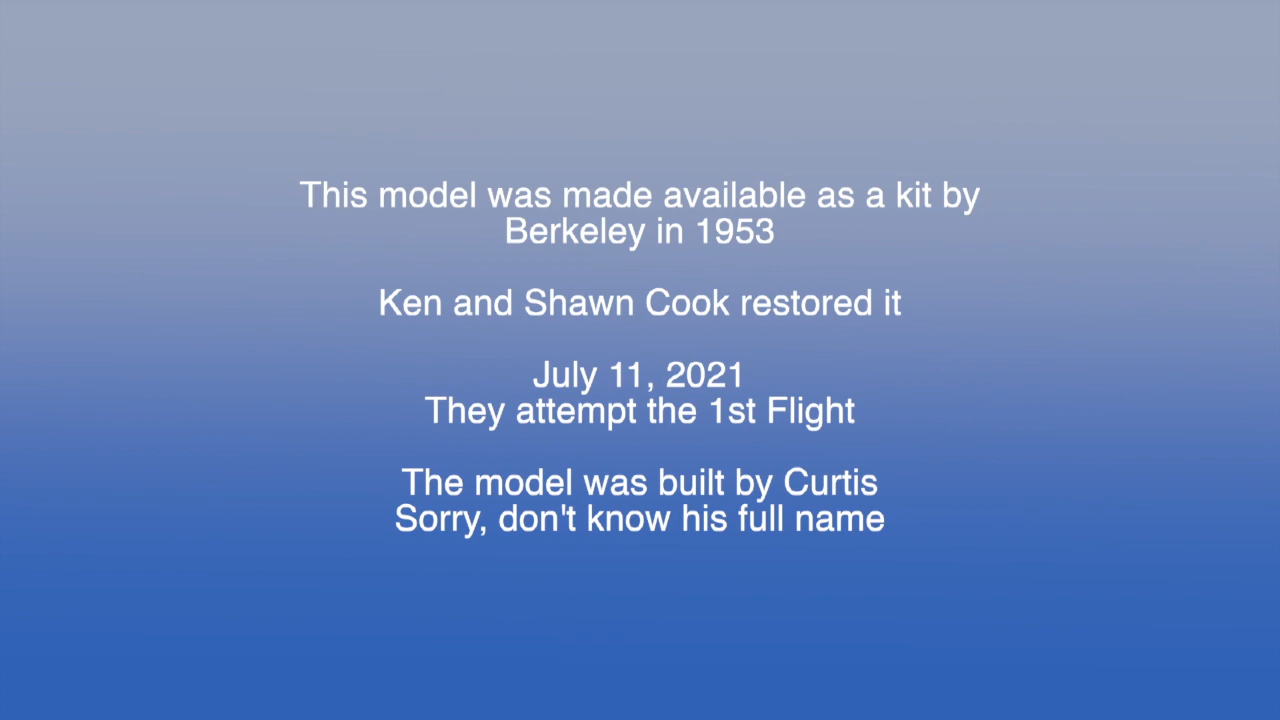 This model was made available as a kit by
Berkeley in 1953
Ken and Shawn Cook restored it
July 11, 2021
They attempt the 1st Flight
The model was built by Curtis
Sorry, don't know his full name